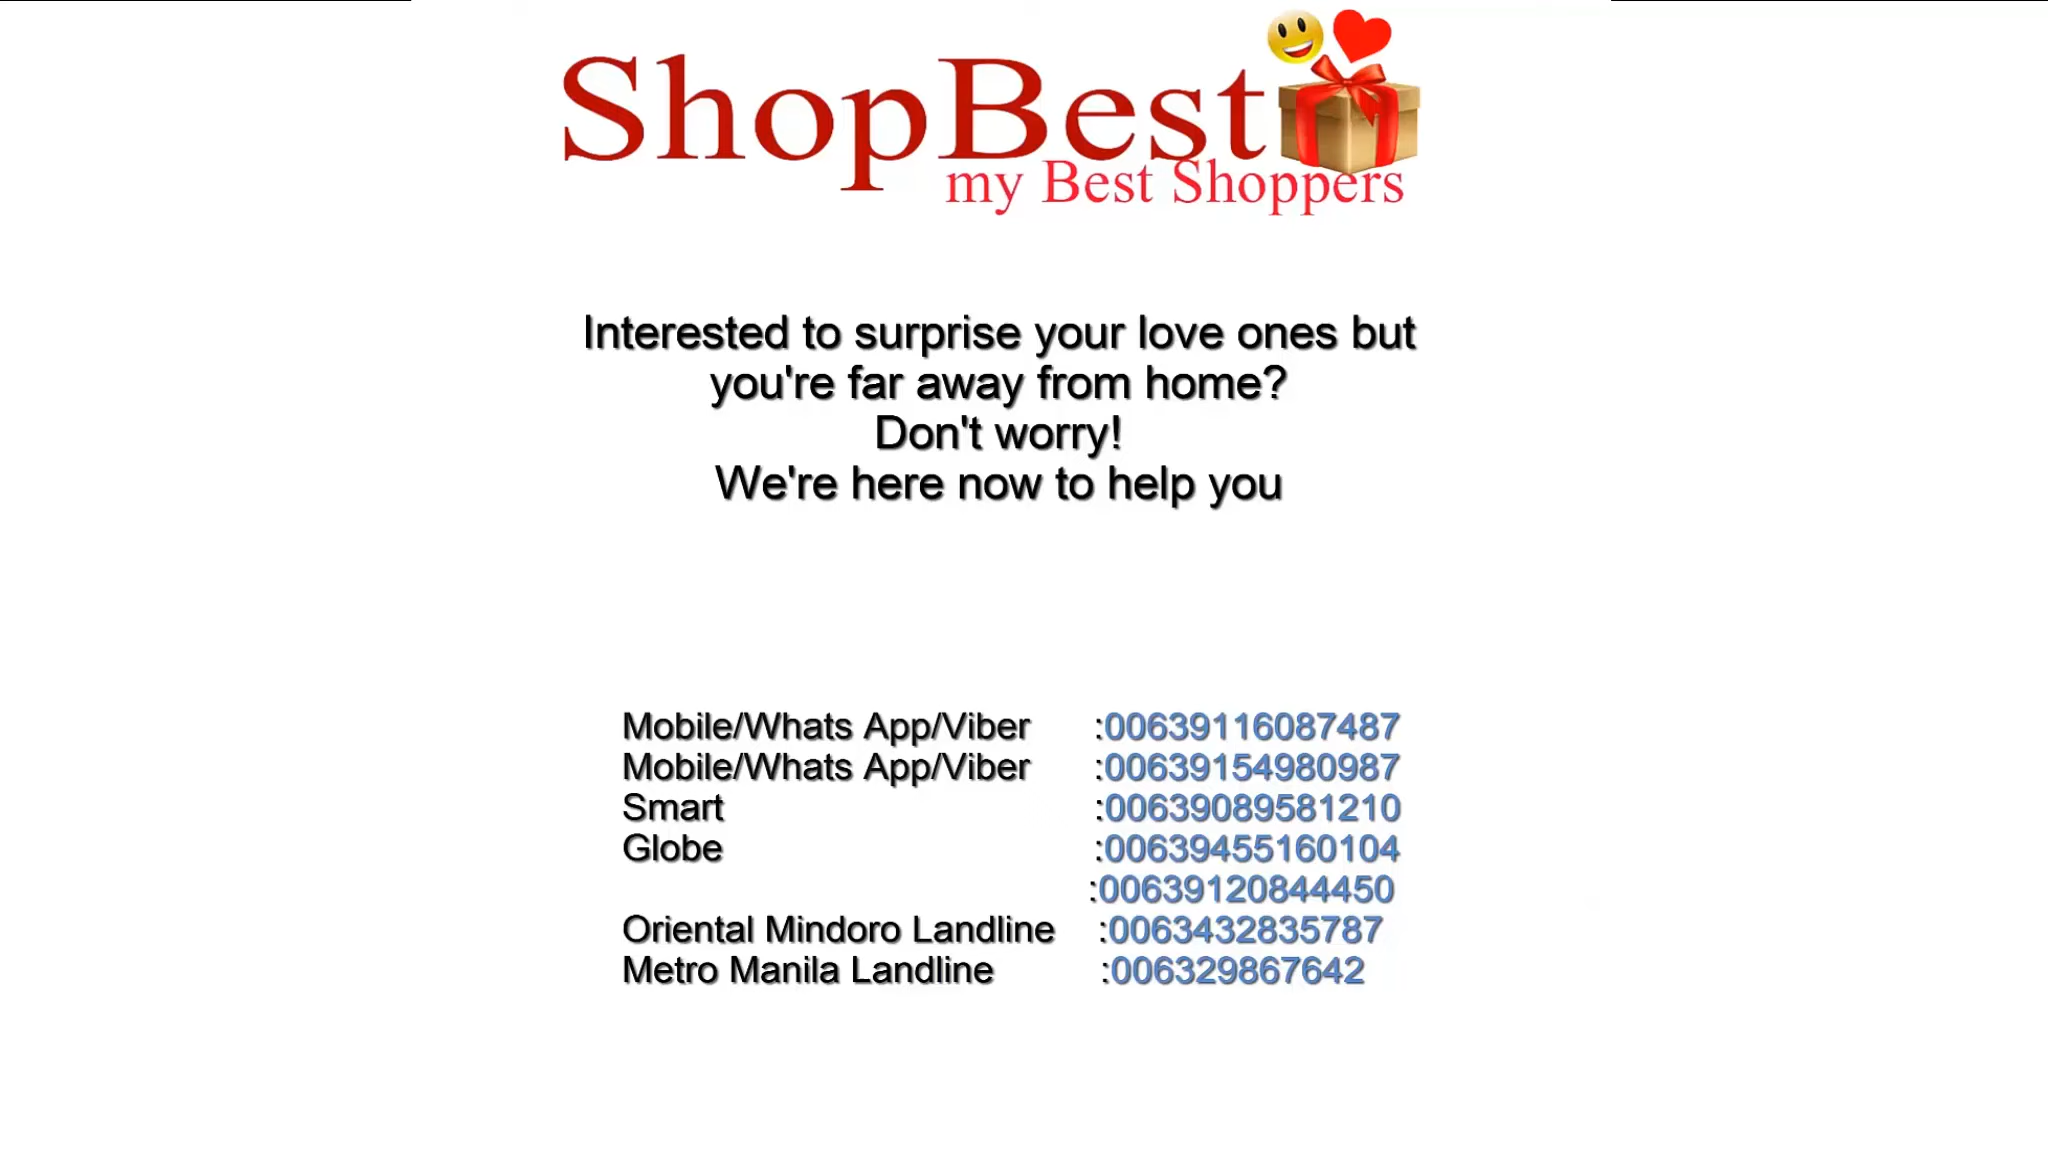 ShopBest
my Best Shoppers
Interested to surprise your love ones but
you're far away from home?
Don't worry!
We're here now to help you
Mobile/Whats App/Viber :00639116087487
Mobile/Whats App/Viber :00639154980987
Smart :00639089581210
Globe :00639455160104
:00639120844450
Oriental Mindoro Landline :0063432835787
Metro Manila Landline :006329867642